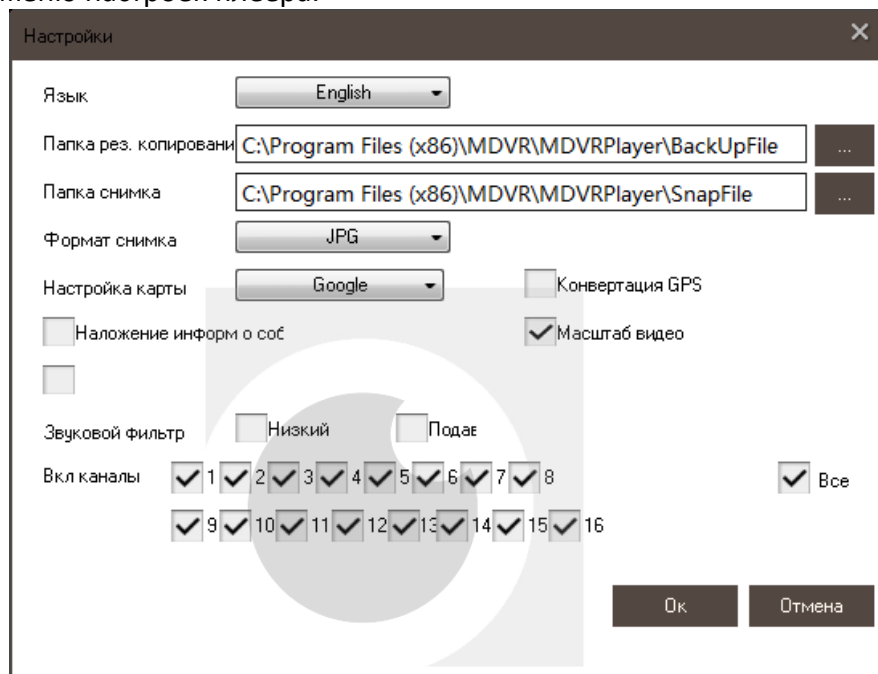 Настройки
Язык English
Папка рез. копировани C:\Program Files (x86)\MDVR\MDVRPlayer\BackUpFile ...
Папка снимка C:\Program Files (x86)\MDVR\MDVRPlayer\SnapFile ...
Формат снимка JPG
Настройка карты Google Конвертация GPS
Наложение информ о соб Масштаб видео
Звуковой фильтр Низкий Подав
Вкл каналы 1 2 3 4 5 6 7 8 Все
9 10 11 12 13 14 15 16
Ок Отмена